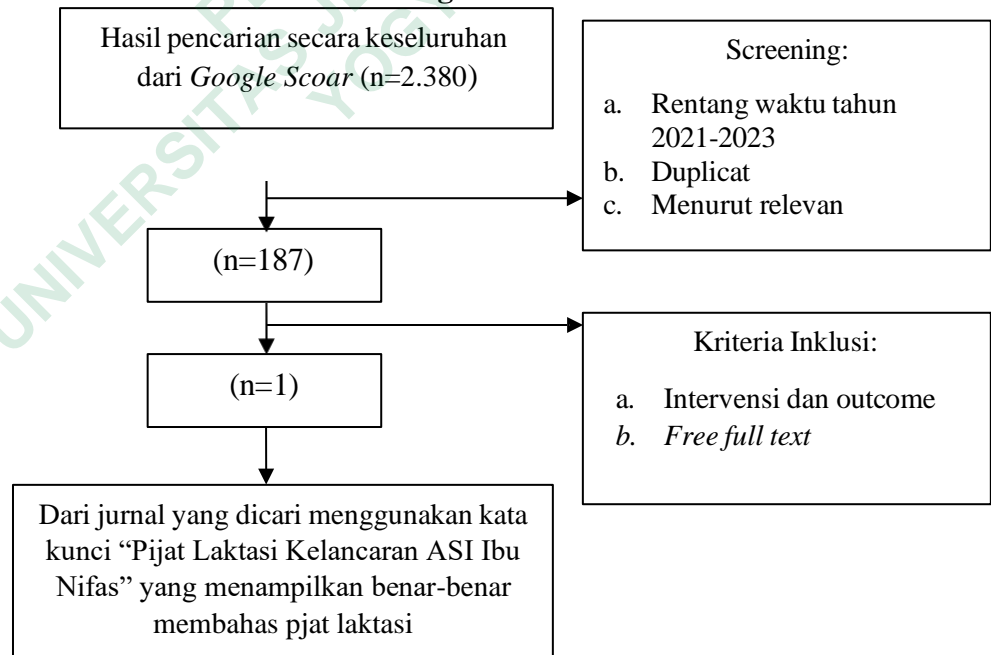 Hasil pencarian secara keseluruhan
dari Google Scoar (n=2.380)
Screening:
a. Rentang waktu tahun
2021-2023
b. Duplicat
c. Menurut relevan
(n=187)
Kriteria Inklusi:
a. Intervensi dan outcome
b. Free full text
(n=1)
Dari jurnal yang dicari menggunakan kata
kunci “Pijat Laktasi Kelancaran ASI Ibu
Nifas” yang menampilkan benar-benar
membahas pjat laktasi
UNIVERSITAS